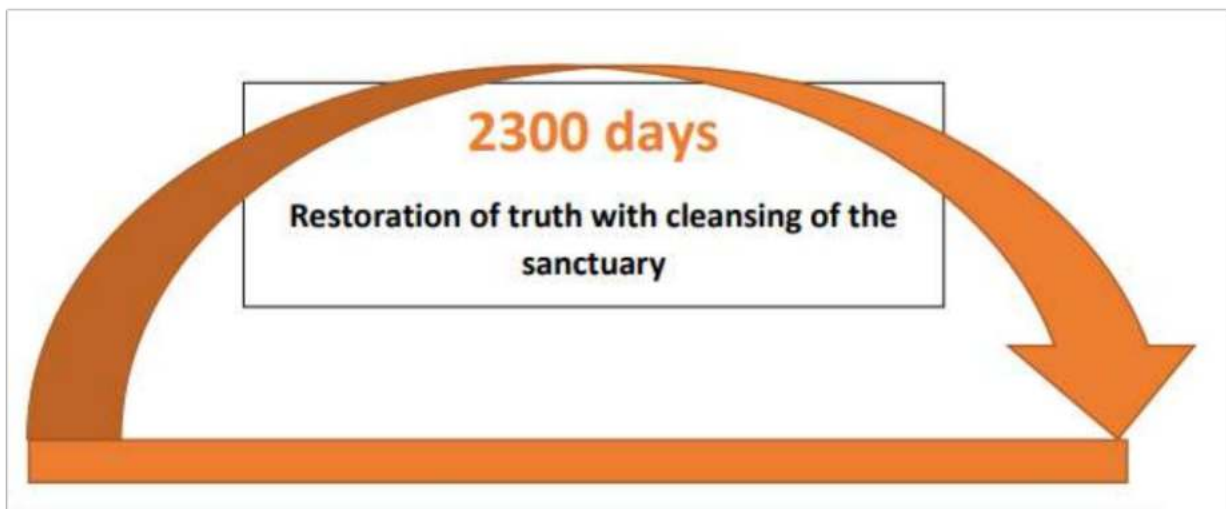 2300 days
Restoration of truth with cleansing of the
sanctuary